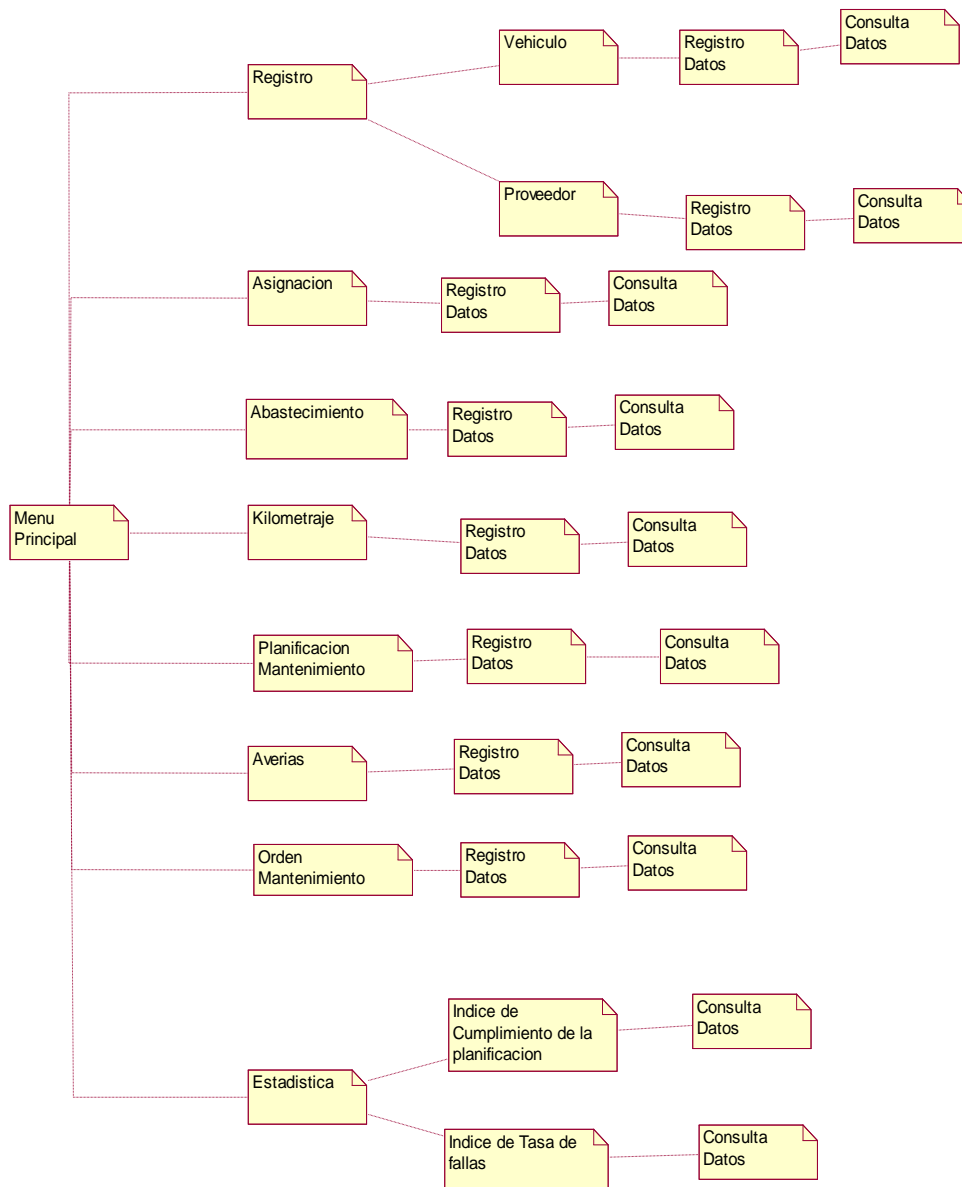 Consulta
Datos
Vehiculo
Registro
Datos
Registro
Proveedor
Registro
Datos
Consulta
Datos
Asignacion
Registro
Datos
Consulta
Datos
Abastecimiento
Registro
Datos
Consulta
Datos
Menu
Principal
Kilometraje
Registro
Datos
Consulta
Datos
Planificacion
Mantenimiento
Registro
Datos
Consulta
Datos
Averias
Registro
Datos
Consulta
Datos
Orden
Mantenimiento
Registro
Datos
Consulta
Datos
Indice de
Cumplimiento de la
planificacion
Consulta
Datos
Estadistica
Indice de Tasa de
fallas
Consulta
Datos